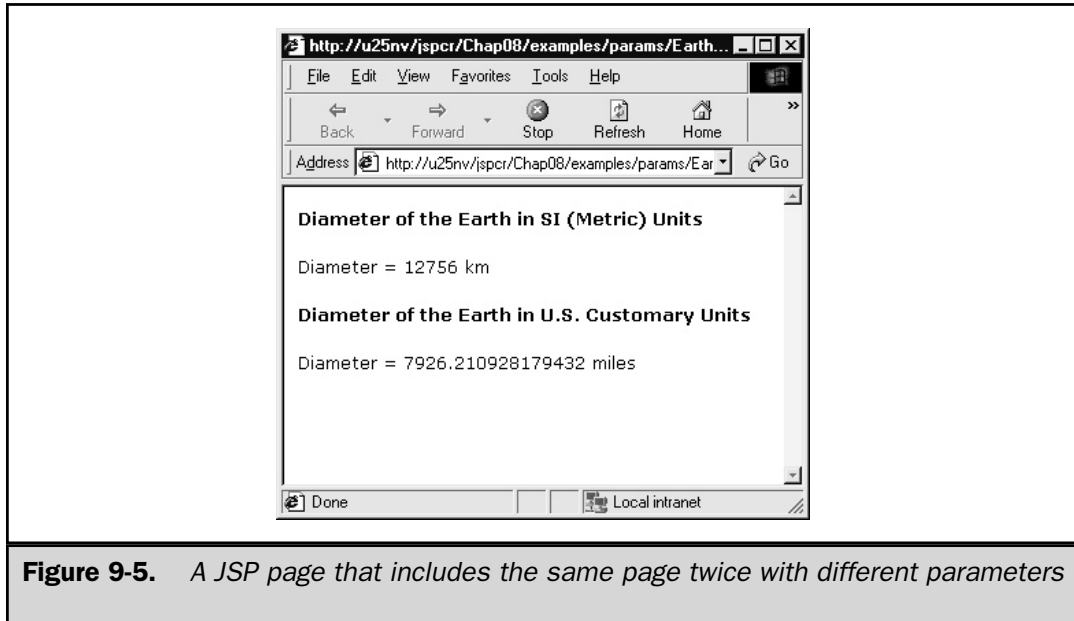 http://u25nv/jspcr/Chap08/examples/params/Earth...
File Edit View Favorites Tools Help
Back Forward Stop Refresh Home »
Address http://u25nv/jspcr/Chap08/examples/params/Ear Go
Diameter of the Earth in SI (Metric) Units
Diameter = 12756 km
Diameter of the Earth in U.S. Customary Units
Diameter = 7926.210928179432 miles
Done Local intranet
Figure 9-5. A JSP page that includes the same page twice with different parameters